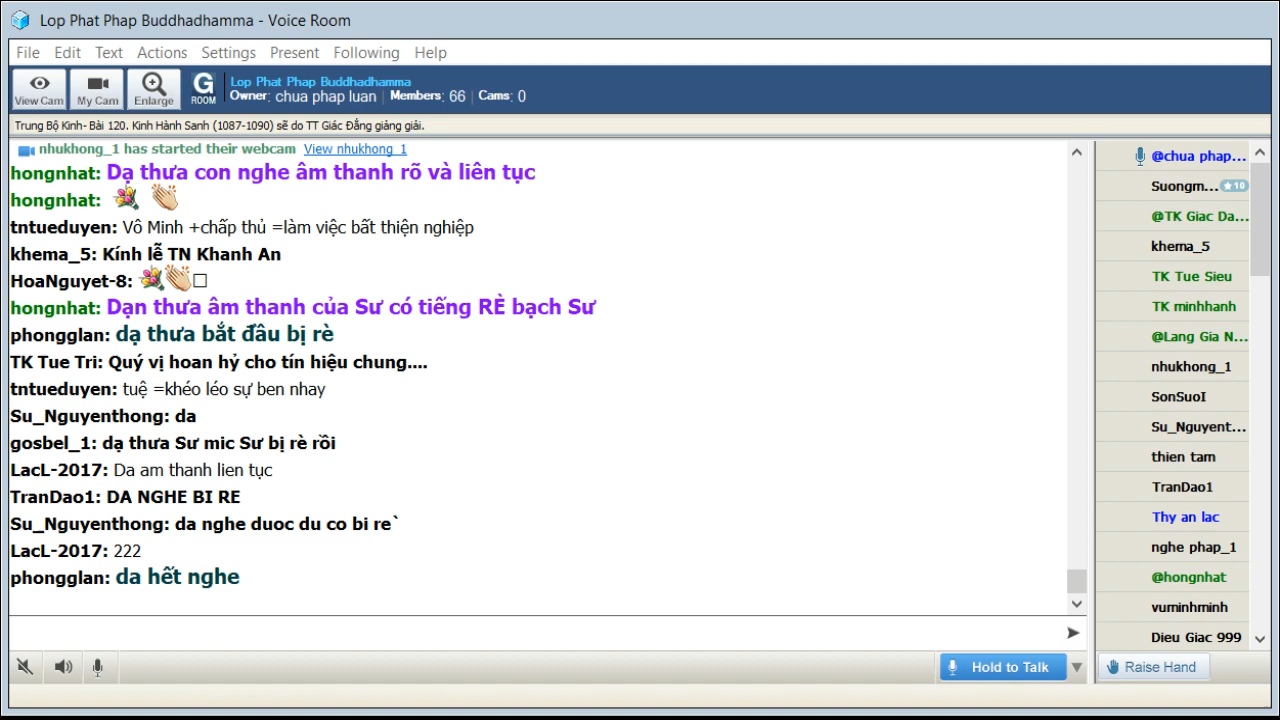 Lop Phat Phap Buddhadhamma - Voice Room
File Edit Text Actions Settings Present Following Help
View Cam My Cam Enlarge G ROOM
Lop Phat Phap Buddhadhamma
Owner: chua phap luan | Members: 66 | Cams: 0
Trung Bộ Kinh- Bài 120. Kinh Hành Sanh (1087-1090) sẽ do TT Giác Đẳng giảng giải.
nhukhong_1 has started their webcam View nhukhong_1
hongnhat: Dạ thưa con nghe âm thanh rõ và liên tục
hongnhat:
tntueduyen: Vô Minh +chấp thủ =làm việc bất thiện nghiệp
khema_5: Kính lễ TN Khanh An
HoaNguyet-8:
hongnhat: Dạn thưa âm thanh của Sư có tiếng RÈ bạch Sư
phongglan: dạ thưa bắt đầu bị rè
TK Tue Tri: Quý vị hoan hỷ cho tín hiệu chung....
tntueduyen: tuệ =khéo léo sự ben nhay
Su_Nguyenthong: da
gosbel_1: dạ thưa Sư mic Sư bị rè rồi
LacL-2017: Da am thanh lien tục
TranDao1: DA NGHE BI RE
Su_Nguyenthong: da nghe duoc du co bi re`
LacL-2017: 222
phongglan: da hết nghe
Hold to Talk
@chua phap...
Suongm... 10
@TK Giac Da...
khema_5
TK Tue Sieu
TK minhhanh
@Lang Gia N...
nhukhong_1
SonSuoI
Su_Nguyent...
thien tam
TranDao1
Thy an lac
nghe phap_1
@hongnhat
vuminhminh
Dieu Giac 999
Raise Hand